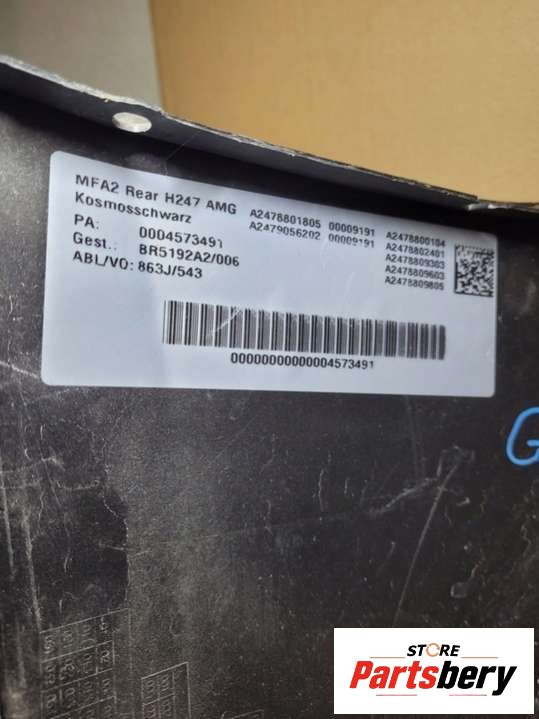 MFA2 Rear H247 AMG
Kosmosschwarz
PA: 0004573491
Gest.: BR5192A2/006
ABL/VO: 863J/543
A2478801805 00009191
A2479056202 00009191
A2478800104
A2478802401
A2478809303
A2478809603
A2478809805
00000000000004573491
G
STORE
Partsbery